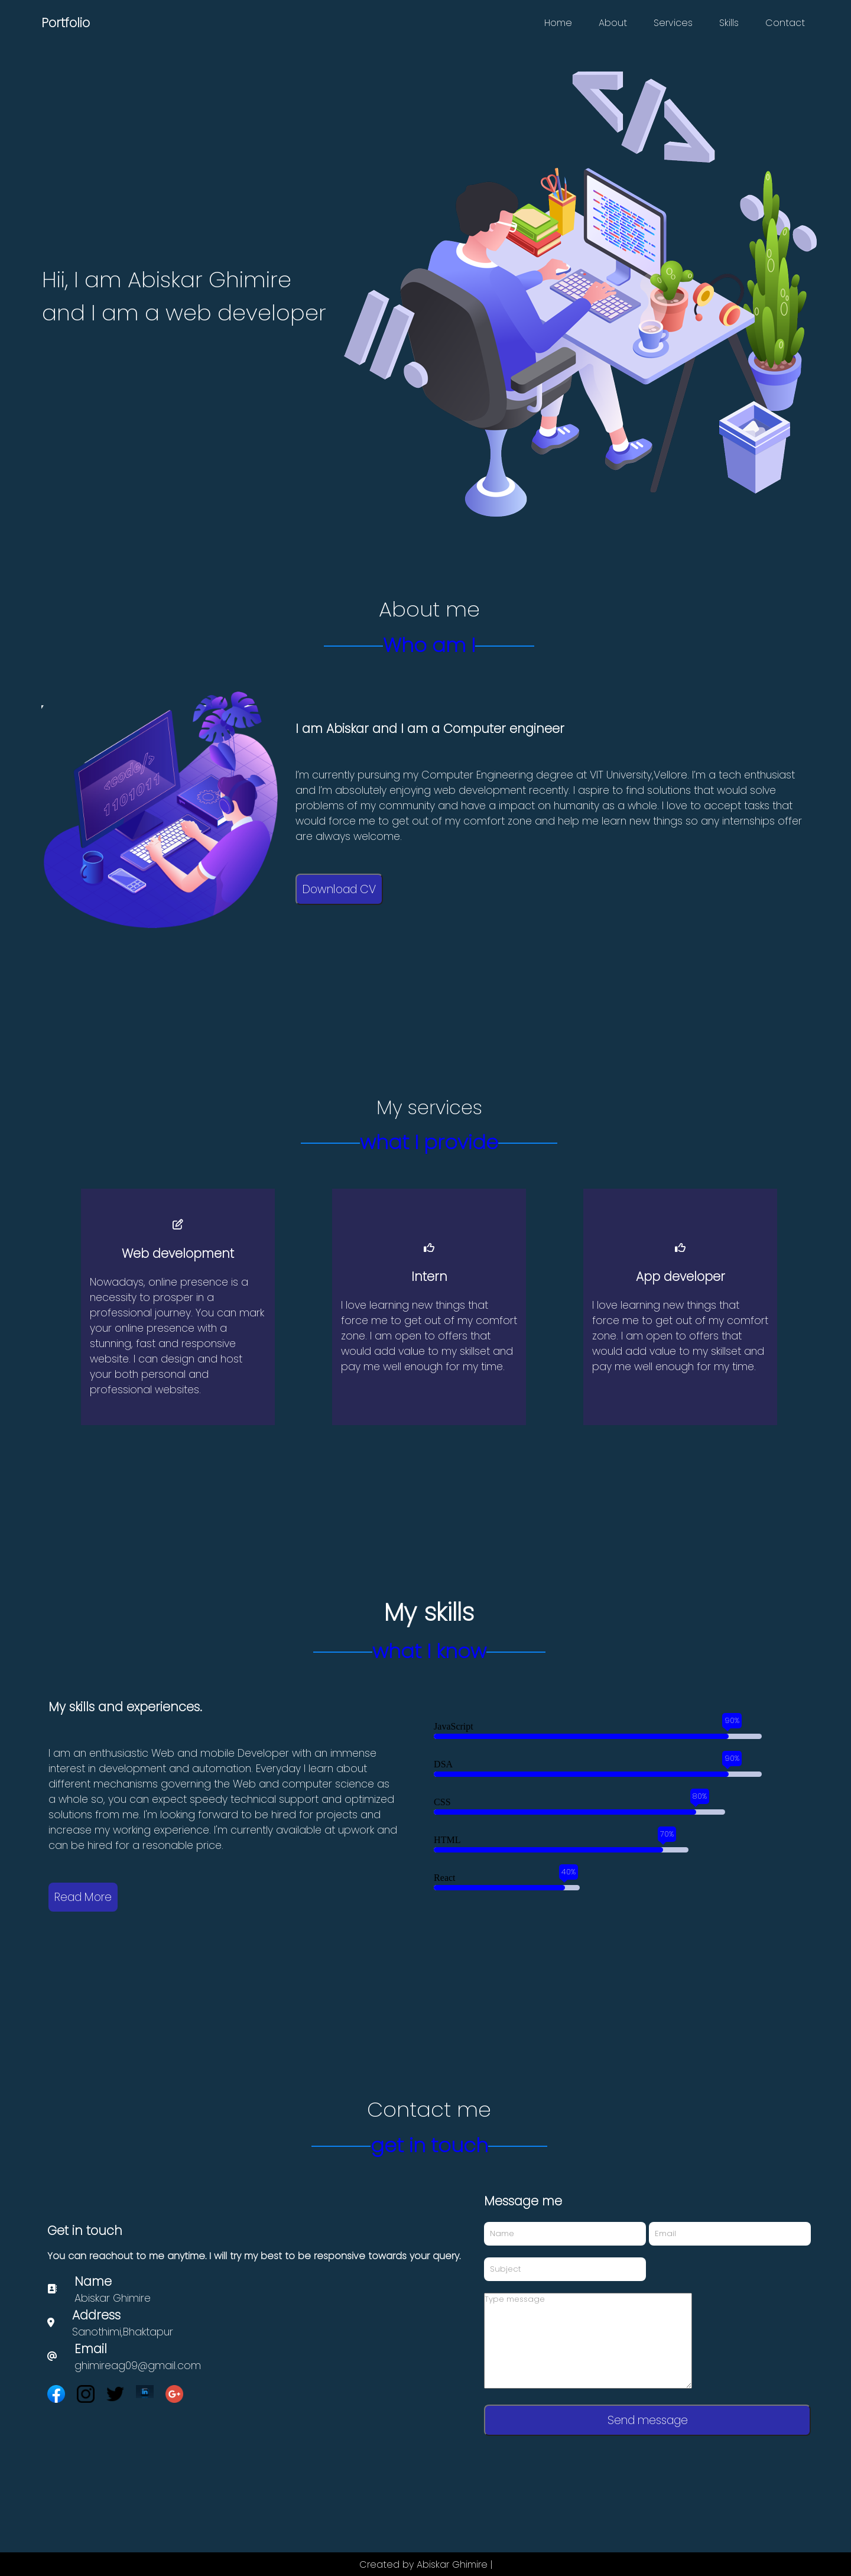 Portfolio
Home About Services Skills Contact
Hii, I am Abiskar Ghimire
and I am a web developer
About me
Who am I
<code/>
1101011
I am Abiskar and I am a Computer engineer
I'm currently pursuing my Computer Engineering degree at VIT University,Vellore. I'm a tech enthusiast
and I'm absolutely enjoying web development recently. I aspire to find solutions that would solve
problems of my community and have a impact on humanity as a whole. I love to accept tasks that
would force me to get out of my comfort zone and help me learn new things so any internships offer
are always welcome.
Download CV
My services
what I provide
Web development
Nowadays, online presence is a
necessity to prosper in a
professional journey. You can mark
your online presence with a
stunning, fast and responsive
website. I can design and host
your both personal and
professional websites.
Intern
I love learning new things that
force me to get out of my comfort
zone. I am open to offers that
would add value to my skillset and
pay me well enough for my time.
App developer
I love learning new things that
force me to get out of my comfort
zone. I am open to offers that
would add value to my skillset and
pay me well enough for my time.
My skills
what I know
My skills and experiences.
I am an enthusiastic Web and mobile Developer with an immense
interest in development and automation. Everyday I learn about
different mechanisms governing the Web and computer science as
a whole so, you can expect speedy technical support and optimized
solutions from me. I'm looking forward to be hired for projects and
increase my working experience. I'm currently available at upwork and
can be hired for a resonable price.
Read More
JavaScript 90%
DSA 90%
CSS 80%
HTML 70%
React 40%
Contact me
get in touch
Get in touch
You can reachout to me anytime. I will try my best to be responsive towards your query.
Name
Abiskar Ghimire
Address
Sanothimi,Bhaktapur
Email
ghimireag09@gmail.com
Message me
Name Email
Subject
Type message
Send message
Created by Abiskar Ghimire |